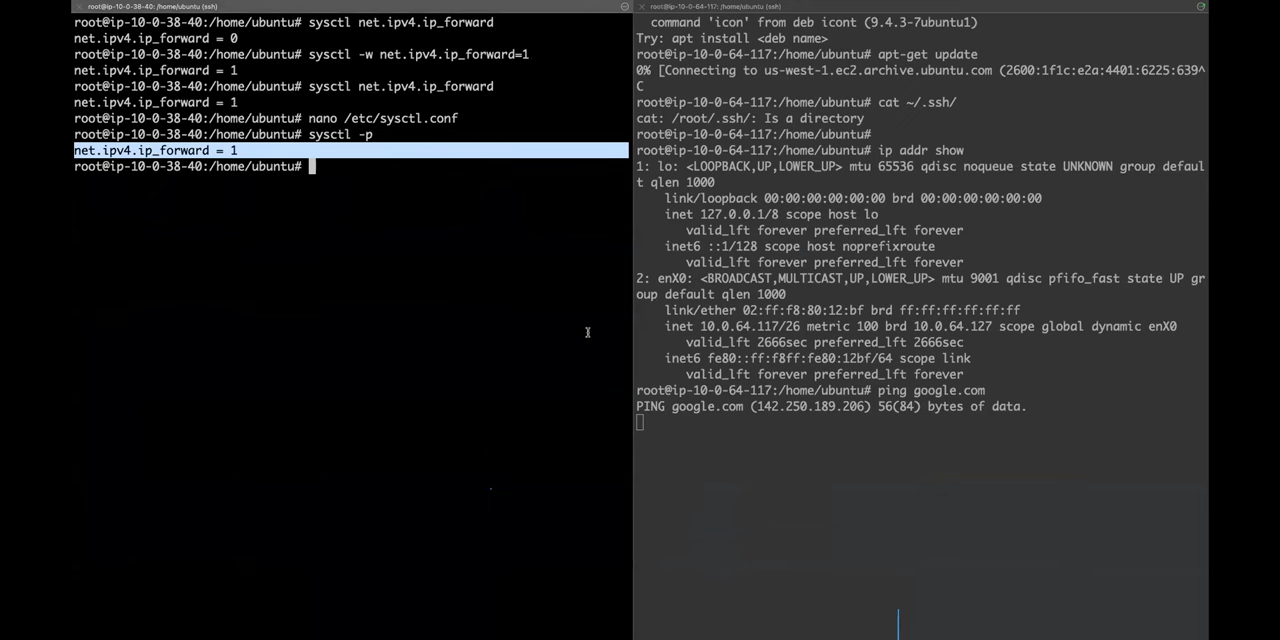 root@ip-10-0-38-40:/home/ubuntu (ssh)
root@ip-10-0-38-40:/home/ubuntu# sysctl net.ipv4.ip_forward
net.ipv4.ip_forward = 0
root@ip-10-0-38-40:/home/ubuntu# sysctl -w net.ipv4.ip_forward=1
net.ipv4.ip_forward = 1
root@ip-10-0-38-40:/home/ubuntu# sysctl net.ipv4.ip_forward
net.ipv4.ip_forward = 1
root@ip-10-0-38-40:/home/ubuntu# nano /etc/sysctl.conf
root@ip-10-0-38-40:/home/ubuntu# sysctl -p
net.ipv4.ip_forward = 1
root@ip-10-0-38-40:/home/ubuntu#
root@ip-10-0-64-117:/home/ubuntu (ssh)
command 'icon' from deb icont (9.4.3-7ubuntu1)
Try: apt install <deb name>
root@ip-10-0-64-117:/home/ubuntu# apt-get update
0% [Connecting to us-west-1.ec2.archive.ubuntu.com (2600:1f1c:e2a:4401:6225:639^
C
root@ip-10-0-64-117:/home/ubuntu# cat ~/.ssh/
cat: /root/.ssh/: Is a directory
root@ip-10-0-64-117:/home/ubuntu#
root@ip-10-0-64-117:/home/ubuntu# ip addr show
1: lo: <LOOPBACK,UP,LOWER_UP> mtu 65536 qdisc noqueue state UNKNOWN group defaul
t qlen 1000
link/loopback 00:00:00:00:00:00 brd 00:00:00:00:00:00
inet 127.0.0.1/8 scope host lo
valid_lft forever preferred_lft forever
inet6 ::1/128 scope host noprefixroute
valid_lft forever preferred_lft forever
2: enX0: <BROADCAST,MULTICAST,UP,LOWER_UP> mtu 9001 qdisc pfifo_fast state UP gr
oup default qlen 1000
link/ether 02:ff:f8:80:12:bf brd ff:ff:ff:ff:ff:ff
inet 10.0.64.117/26 metric 100 brd 10.0.64.127 scope global dynamic enX0
valid_lft 2666sec preferred_lft 2666sec
inet6 fe80::ff:f8ff:fe80:12bf/64 scope link
valid_lft forever preferred_lft forever
root@ip-10-0-64-117:/home/ubuntu# ping google.com
PING google.com (142.250.189.206) 56(84) bytes of data.